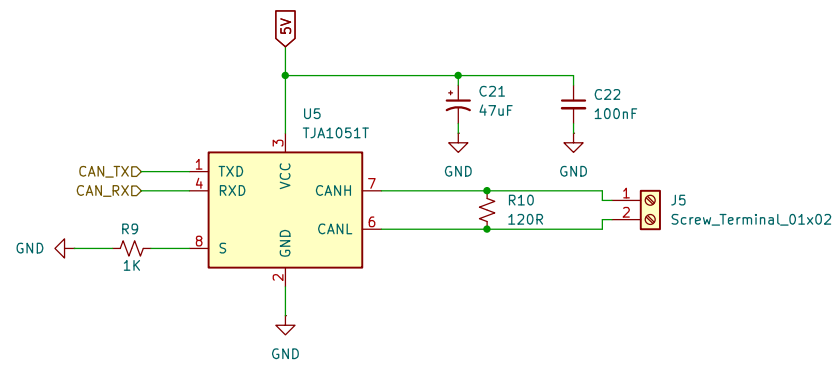 5V
C21
47uF
C22
100nF
GND
GND
U5
TJA1051T
3
VCC
CAN_TX
1
TXD
CAN_RX
4
RXD
CANH
7
R10
120R
1
J5
2
Screw_Terminal_01x02
CANL
6
R9
1K
GND
8
S
GND
2
GND